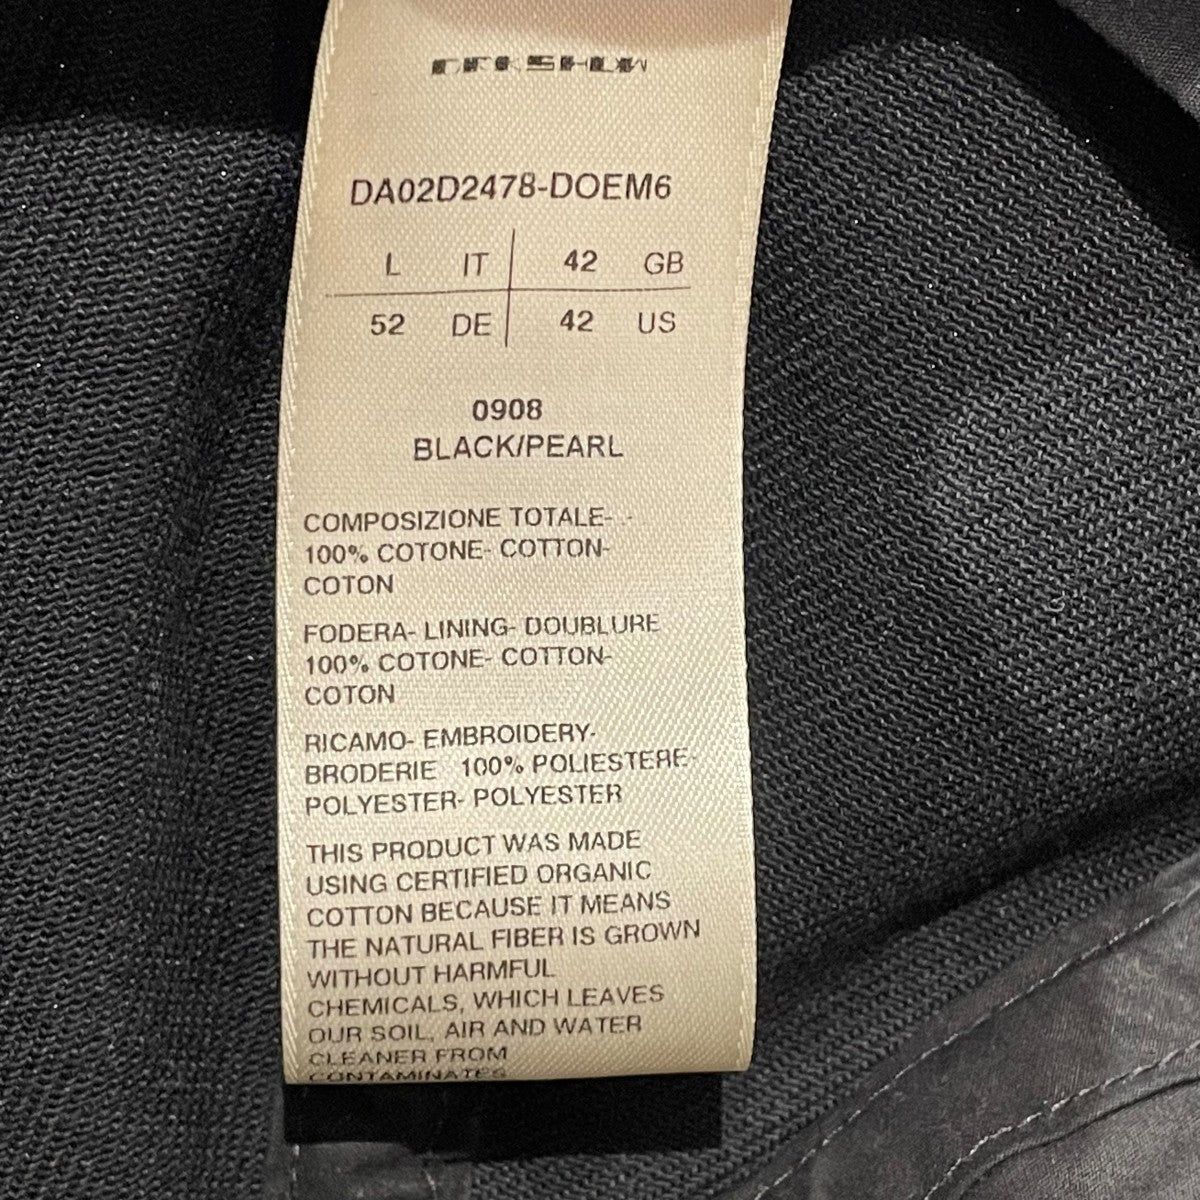 DRKSHDW
DA02D2478-DOEM6
L IT 42 GB
52 DE 42 US
0908
BLACK/PEARL
COMPOSIZIONE TOTALE- -
100% COTONE- COTTON-
COTON
FODERA- LINING- DOUBLURE
100% COTONE- COTTON-
COTON
RICAMO- EMBROIDERY-
BRODERIE 100% POLIESTERE-
POLYESTER- POLYESTER
THIS PRODUCT WAS MADE
USING CERTIFIED ORGANIC
COTTON BECAUSE IT MEANS
THE NATURAL FIBER IS GROWN
WITHOUT HARMFUL
CHEMICALS, WHICH LEAVES
OUR SOIL, AIR AND WATER
CLEANER FROM
CONTAMINATES